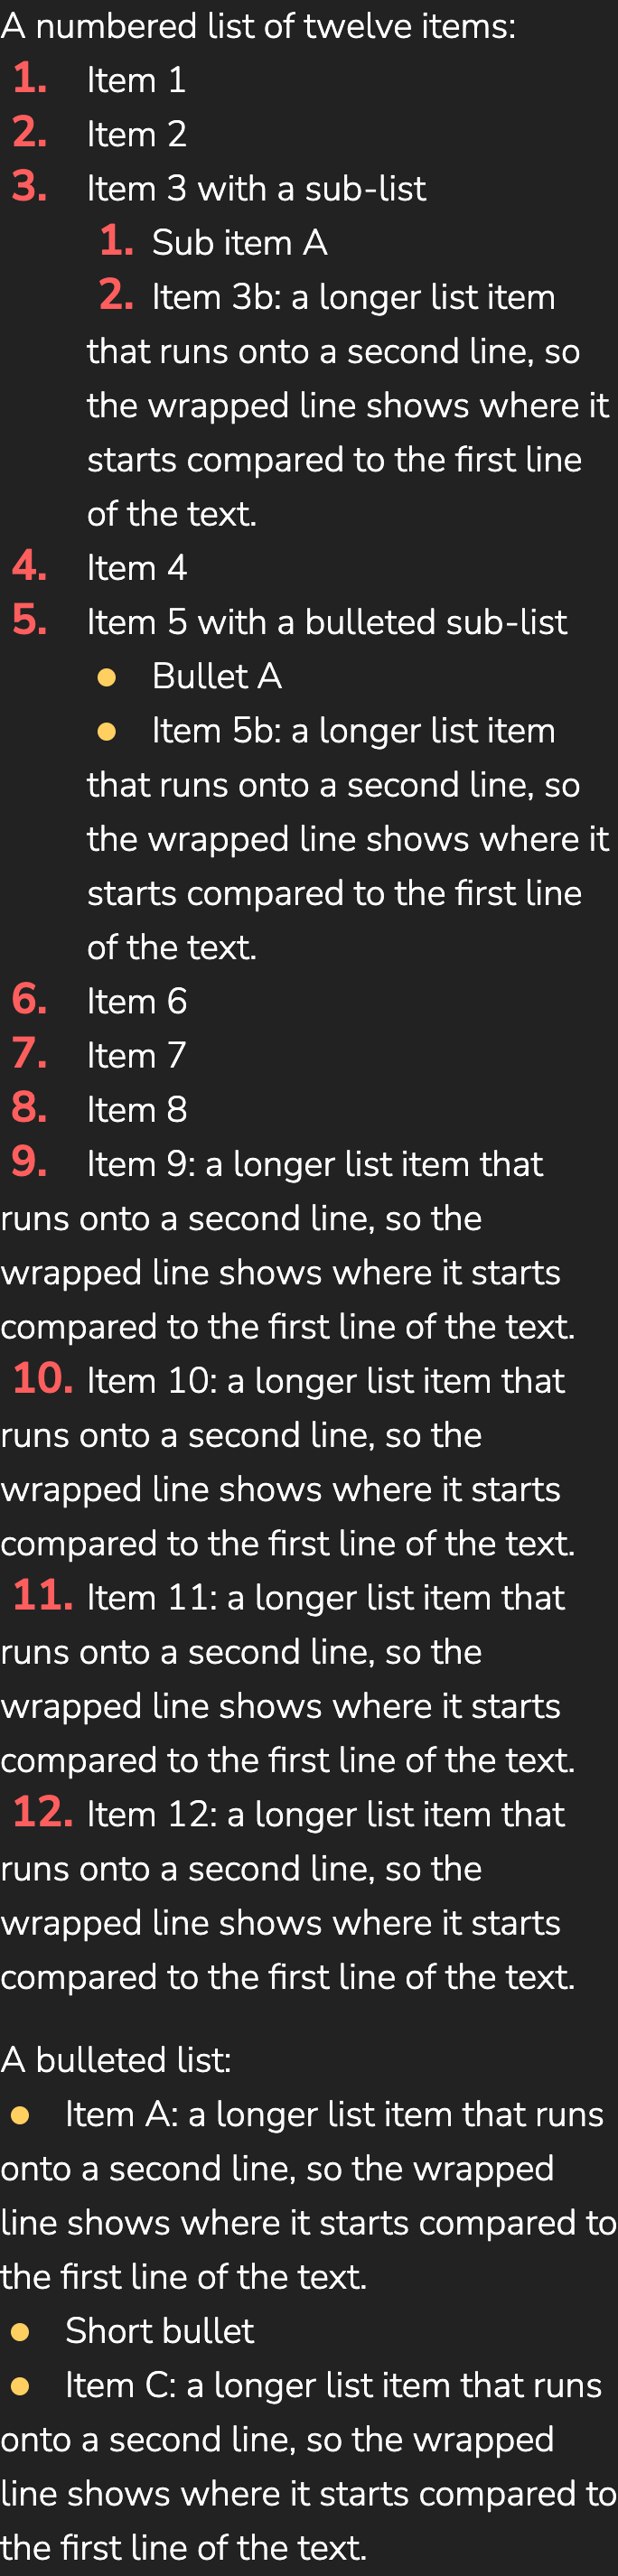 A numbered list of twelve items:
1. Item 1
2. Item 2
3. Item 3 with a sub-list
1. Sub item A
2. Item 3b: a longer list item
that runs onto a second line, so
the wrapped line shows where it
starts compared to the first line
of the text.
4. Item 4
5. Item 5 with a bulleted sub-list
● Bullet A
● Item 5b: a longer list item
that runs onto a second line, so
the wrapped line shows where it
starts compared to the first line
of the text.
6. Item 6
7. Item 7
8. Item 8
9. Item 9: a longer list item that
runs onto a second line, so the
wrapped line shows where it starts
compared to the first line of the text.
10. Item 10: a longer list item that
runs onto a second line, so the
wrapped line shows where it starts
compared to the first line of the text.
11. Item 11: a longer list item that
runs onto a second line, so the
wrapped line shows where it starts
compared to the first line of the text.
12. Item 12: a longer list item that
runs onto a second line, so the
wrapped line shows where it starts
compared to the first line of the text.
A bulleted list:
● Item A: a longer list item that runs
onto a second line, so the wrapped
line shows where it starts compared to
the first line of the text.
● Short bullet
● Item C: a longer list item that runs
onto a second line, so the wrapped
line shows where it starts compared to
the first line of the text.